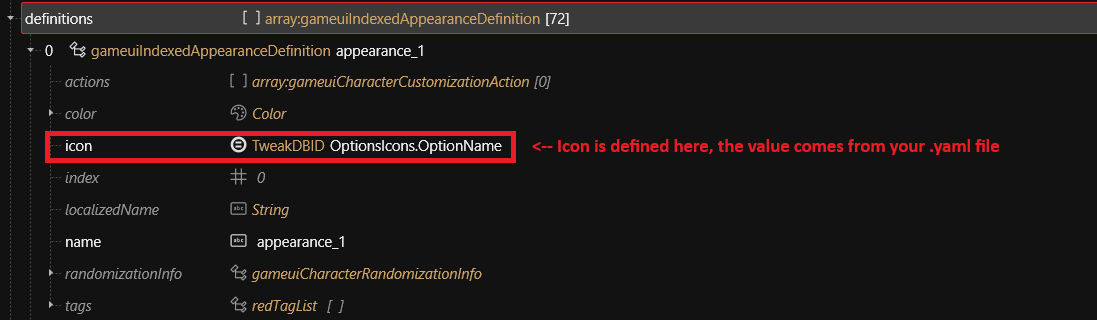 definitions [ ] array:gameuiIndexedAppearanceDefinition [72]
0 gameuiIndexedAppearanceDefinition appearance_1
actions [ ] array:gameuiCharacterCustomizationAction [0]
color Color
icon TweakDBID OptionsIcons.OptionName <-- Icon is defined here, the value comes from your .yaml file
index 0
localizedName abc String
name abc appearance_1
randomizationInfo gameuiCharacterRandomizationInfo
tags redTagList [ ]